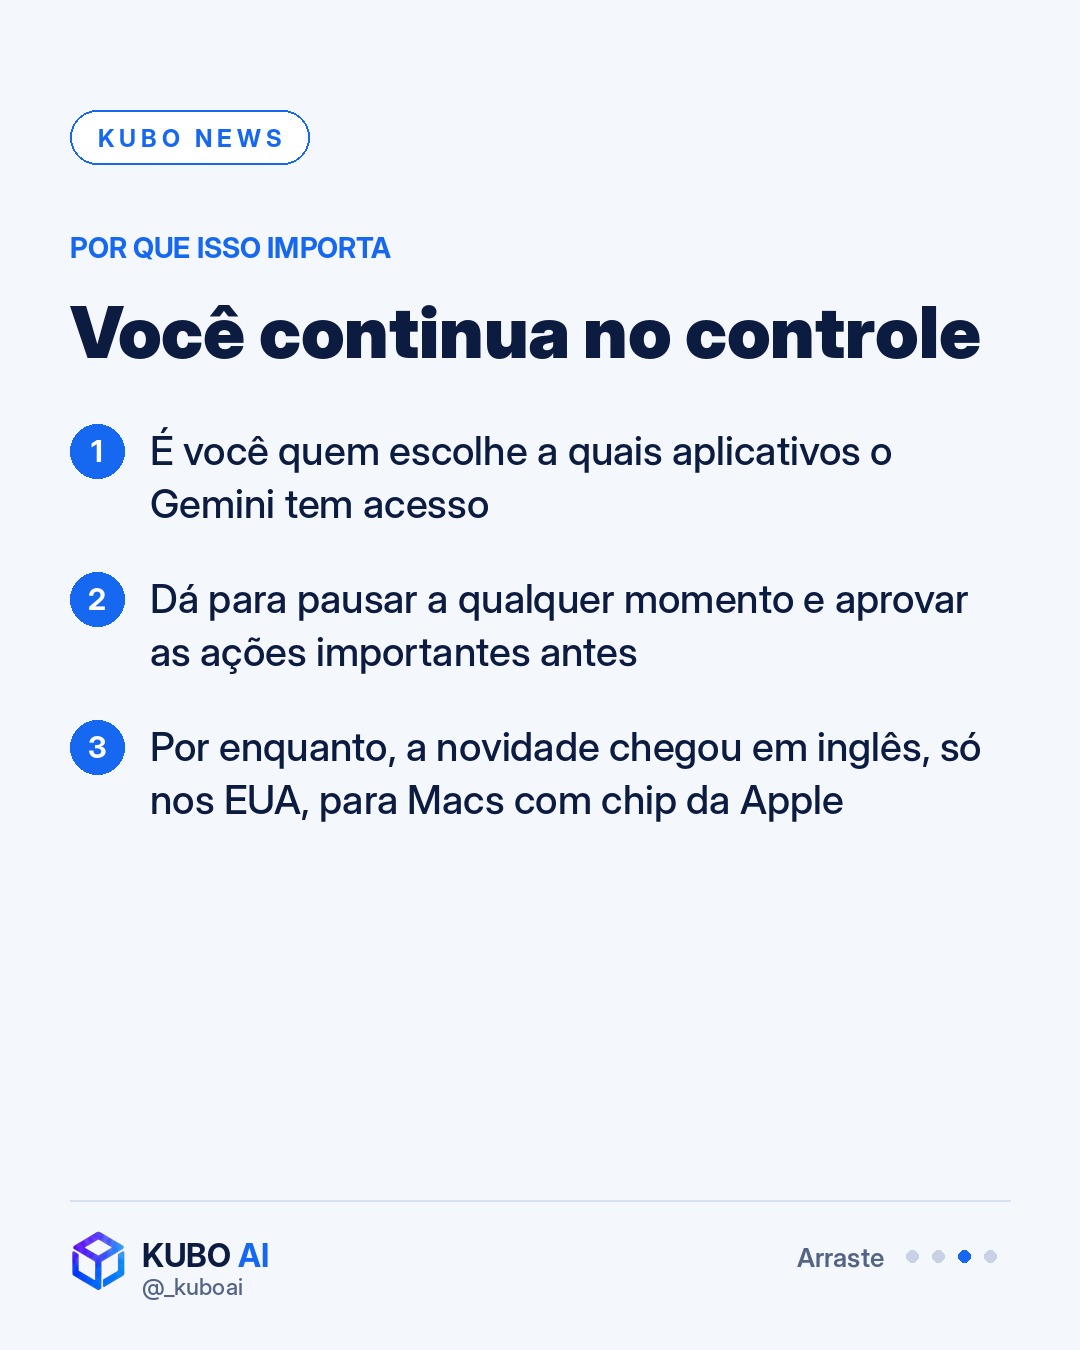 KUBO NEWS
POR QUE ISSO IMPORTA
Você continua no controle
1 É você quem escolhe a quais aplicativos o
Gemini tem acesso
2 Dá para pausar a qualquer momento e aprovar
as ações importantes antes
3 Por enquanto, a novidade chegou em inglês, só
nos EUA, para Macs com chip da Apple
KUBO AI
@_kuboai
Arraste